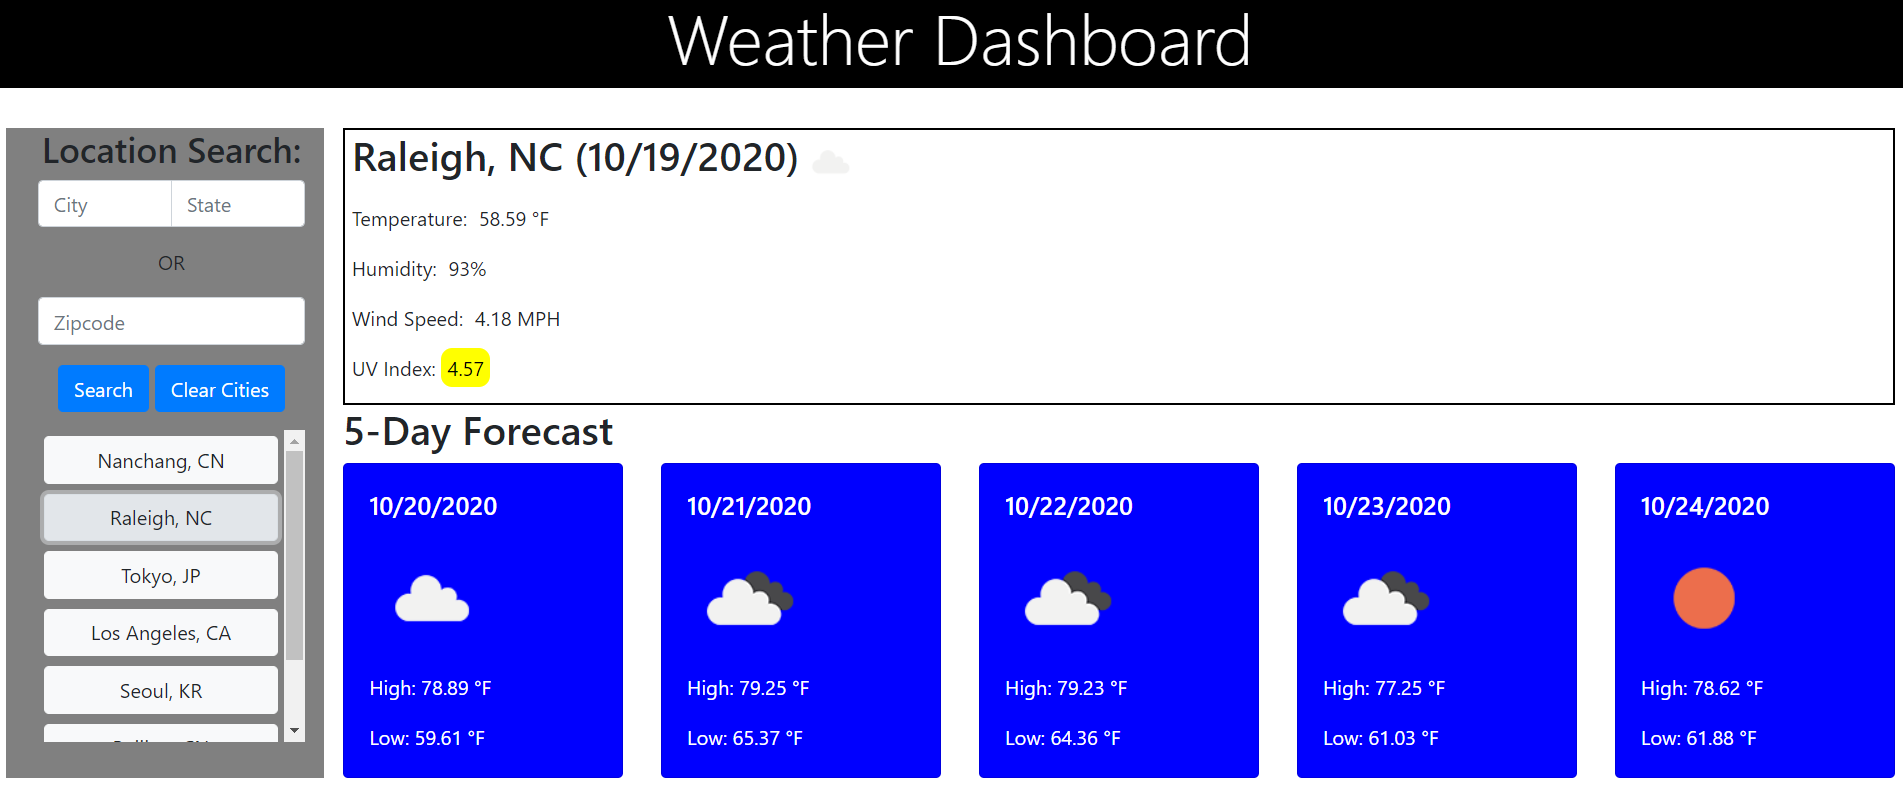 Weather Dashboard
Location Search:
City State
OR
Zipcode
Search Clear Cities
Nanchang, CN
Raleigh, NC
Tokyo, JP
Los Angeles, CA
Seoul, KR
Raleigh, NC (10/19/2020)
Temperature: 58.59 °F
Humidity: 93%
Wind Speed: 4.18 MPH
UV Index: 4.57
5-Day Forecast
10/20/2020
High: 78.89 °F
Low: 59.61 °F
10/21/2020
High: 79.25 °F
Low: 65.37 °F
10/22/2020
High: 79.23 °F
Low: 64.36 °F
10/23/2020
High: 77.25 °F
Low: 61.03 °F
10/24/2020
High: 78.62 °F
Low: 61.88 °F